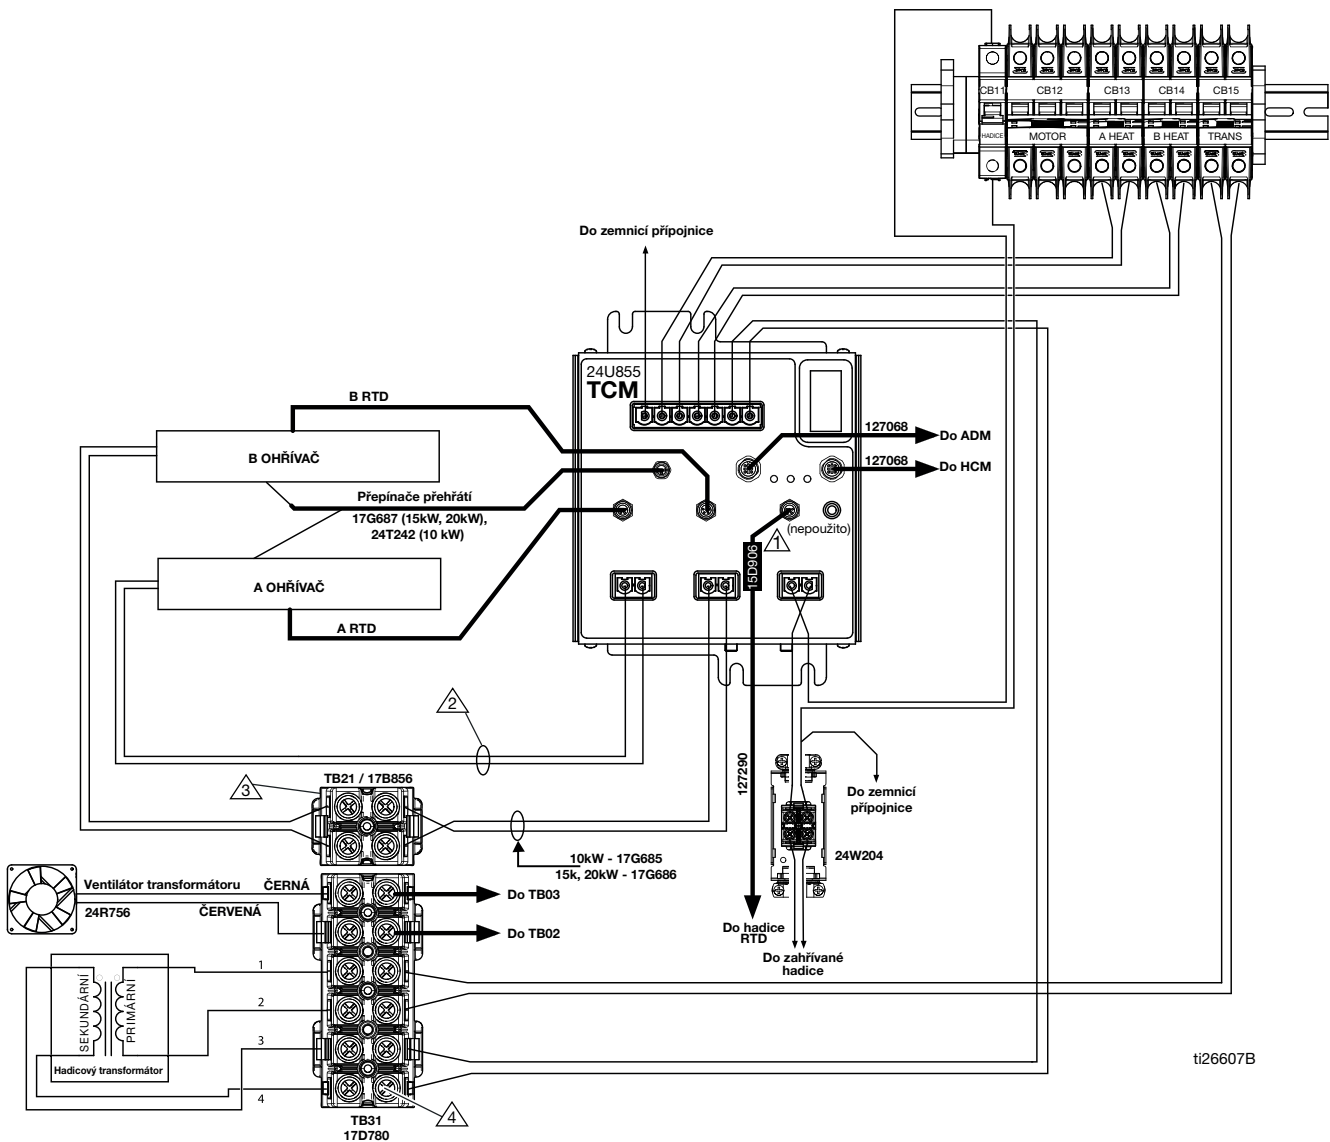 CB11
CB12
CB13
CB14
CB15
HADICE
MOTOR
A HEAT
B HEAT
TRANS
Do zemnicí přípojnice
24U855
TCM
B RTD
B OHŘÍVAČ
127068
Do ADM
127068
Do HCM
Přepínače přehřátí
17G687 (15kW, 20kW),
24T242 (10 kW)
(nepoužito)
1
15D906
A OHŘÍVAČ
A RTD
2
3
TB21 / 17B856
127290
Do zemnicí
přípojnice
24W204
10kW - 17G685
15k, 20kW - 17G686
Ventilátor transformátoru
24R756
ČERNÁ
ČERVENÁ
Do TB03
Do TB02
Do hadice
RTD
Do zahřívané
hadice
1
2
3
4
SEKUNDÁRNÍ
PRIMÁRNÍ
Hadicový transformátor
4
TB31
17D780
ti26607B